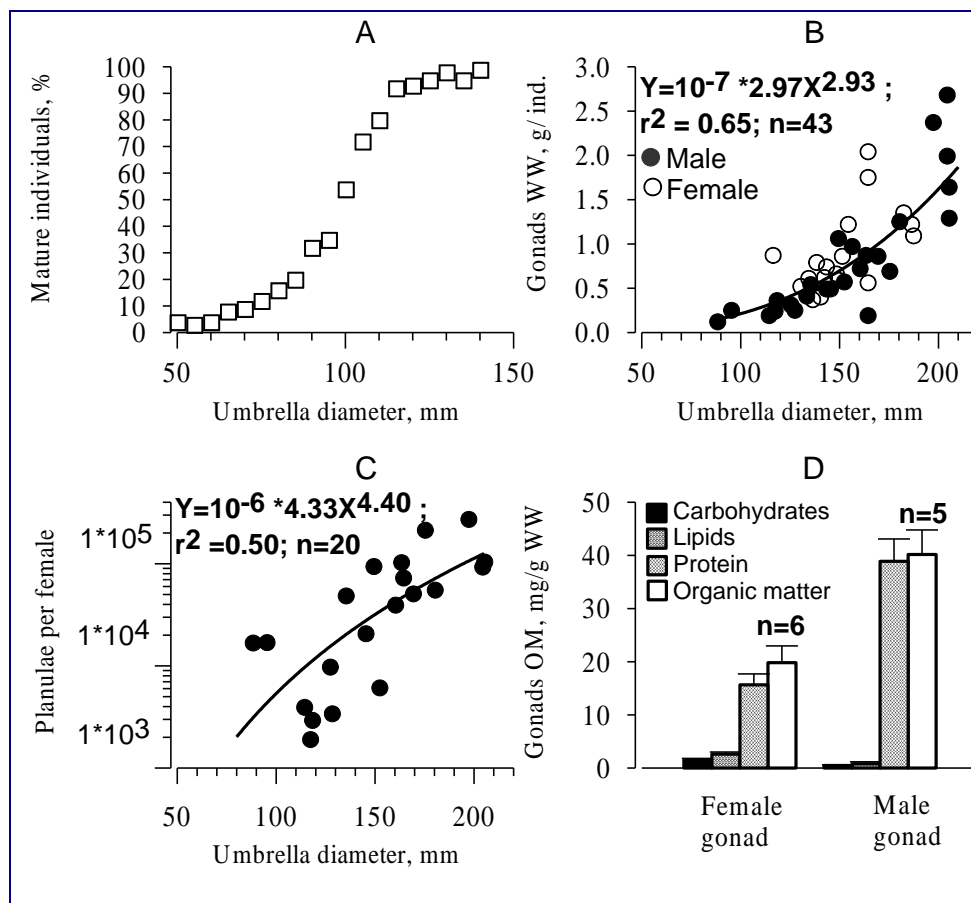 A
100
90
80
70
60
50
40
30
20
10
0
Mature individuals, %
50
100
150
Umbrella diameter, mm
B
3.0
2.5
2.0
1.5
1.0
0.5
0.0
Gonads WW, g/ind.
Y=10-7 *2.97X2.93 ;
r2 = 0.65; n=43
Male
Female
50
100
150
200
Umbrella diameter, mm
C
Y=10-6 *4.33X4.40 ;
r2 =0.50; n=20
1*105
1*104
1*103
Planulae per female
50
100
150
200
Umbrella diameter, mm
D
50
40
30
20
10
0
Gonads OM, mg/g WW
Carbohydrates
Lipids
Protein
Organic matter
n=6
n=5
Female
gonad
Male
gonad